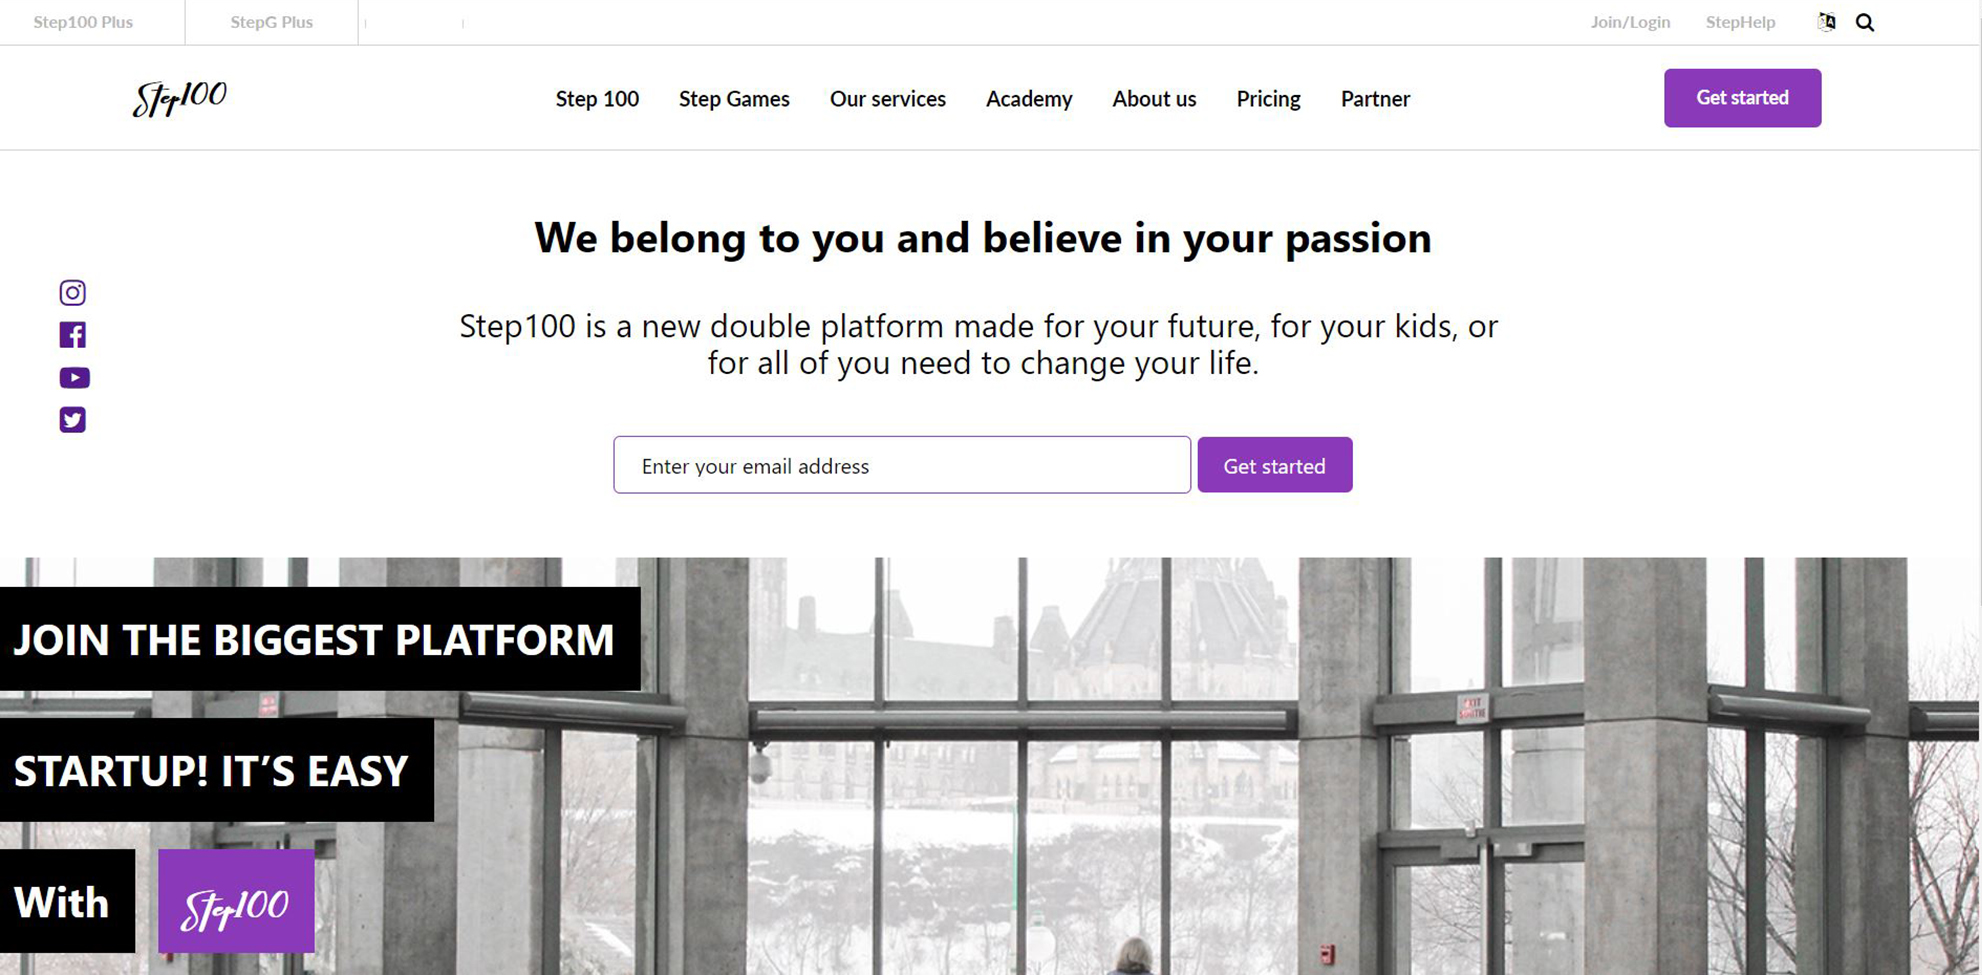 Step100 Plus
StepG Plus
Join/Login
StepHelp
Step100
Step 100
Step Games
Our services
Academy
About us
Pricing
Partner
Get started
We belong to you and believe in your passion
Step100 is a new double platform made for your future, for your kids, or
for all of you need to change your life.
Enter your email address
Get started
JOIN THE BIGGEST PLATFORM
EXIT
STARTUP! IT’S EASY
With
Step100